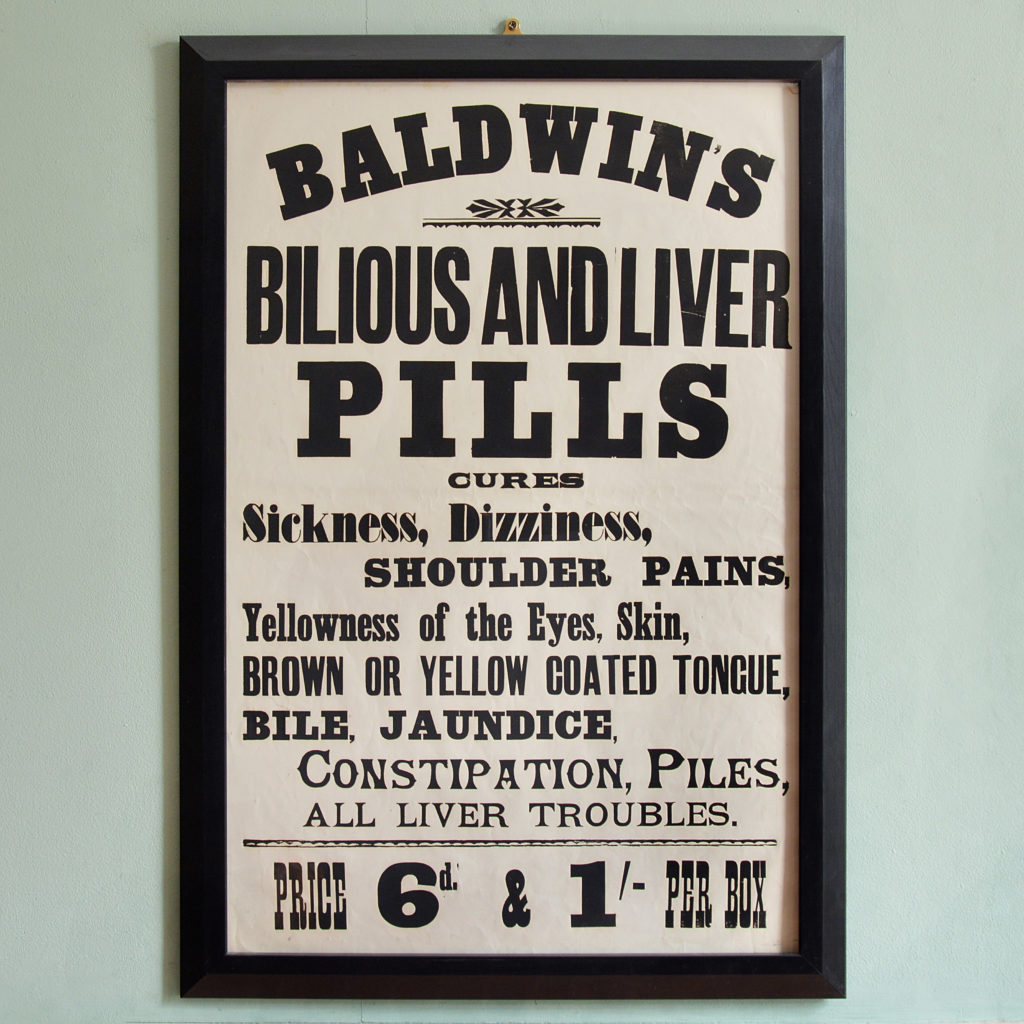 BALDWIN'S
BILIOUS AND LIVER
PILLS
CURES
Sickness, Dizziness,
SHOULDER PAINS,
Yellowness of the Eyes, Skin,
BROWN OR YELLOW COATED TONGUE,
BILE, JAUNDICE,
CONSTIPATION, PILES,
ALL LIVER TROUBLES.
PRICE 6d. & 1/- PER BOX